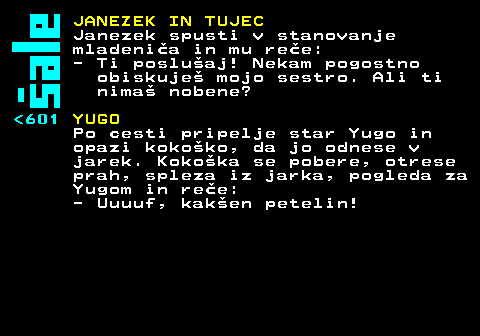 šale
JANEZEK IN TUJEC
Janezek spusti v stanovanje
mladeniča in mu reče:
- Ti poslušaj! Nekam pogostno
obiskuješ mojo sestro. Ali ti
nimaš nobene?
<601 YUGO
Po cesti pripelje star Yugo in
opazi kokoško, da jo odnese v
jarek. Kokoška se pobere, otrese
prah, spleza iz jarka, pogleda za
Yugom in reče:
- Uuuuf, kakšen petelin!